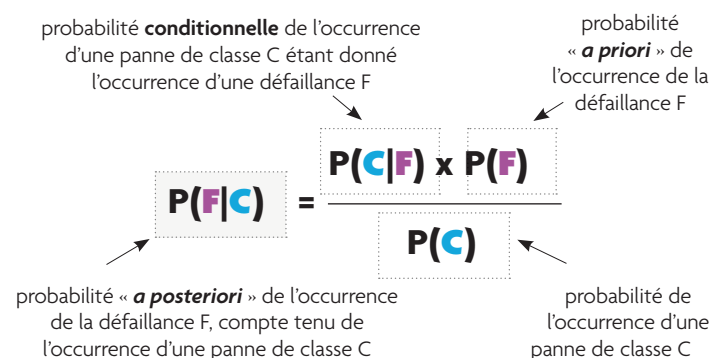 probabilité conditionnelle de l'occurrence
d'une panne de classe C étant donné
l'occurrence d'une défaillance F
probabilité
« a priori » de
l'occurrence de la
défaillance F
P(C|F) x P(F)
P(F|C) =
P(C)
probabilité « a posteriori » de l'occurrence
de la défaillance F, compte tenu de
l'occurrence d'une panne de classe C
probabilité de
l'occurrence d'une
panne de classe C